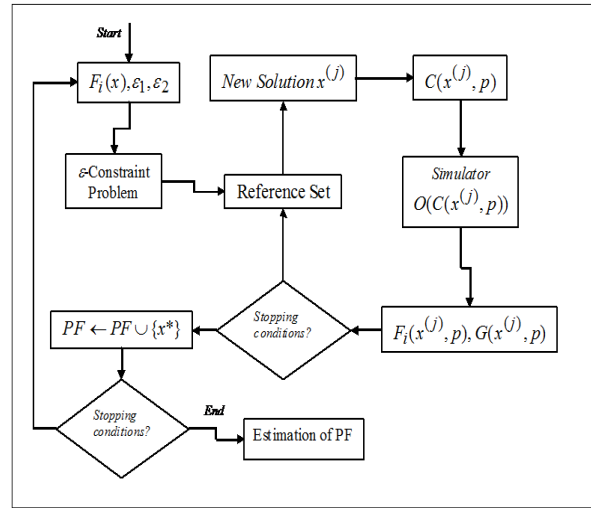 Start
F_i(x),ε_1,ε_2
ε-Constraint
Problem
New Solution x^(j)
C(x^(j), p)
Reference Set
Simulator
O(C(x^(j), p))
F_i(x^(j), p), G(x^(j), p)
Stopping
conditions?
PF ← PF ∪ {x*}
Stopping
conditions?
End
Estimation of PF